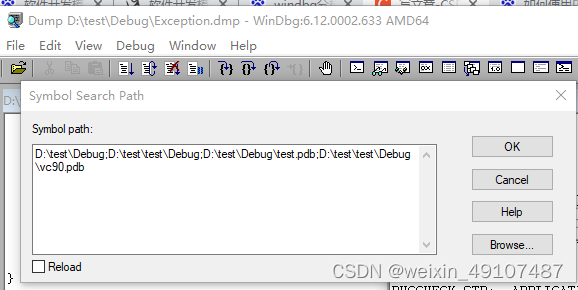 Dump D:\test\Debug\Exception.dmp - WinDbg:6.12.0002.633 AMD64
File Edit View Debug Window Help
D:\
Symbol Search Path
Symbol path:
D:\test\Debug;D:\test\test\Debug;D:\test\Debug\test.pdb;D:\test\test\Debug
\vc90.pdb
OK
Cancel
Help
Browse...
Reload
}
CSDN @weixin_49107487